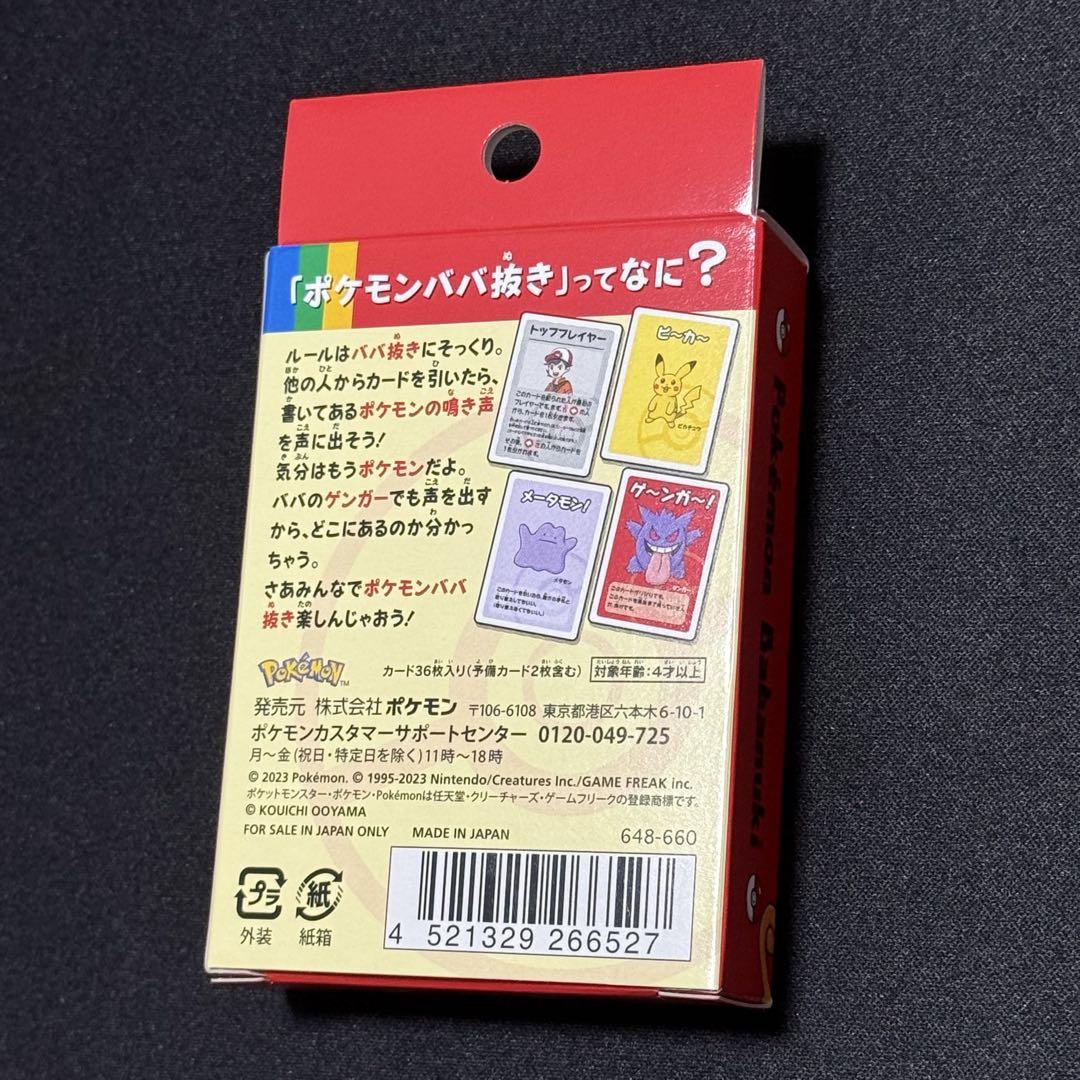 「ポケモンババ抜き」ってなに?
ルールはババ抜きにそっくり。
他の人からカードを引いたら、
書いてあるポケモンの鳴き声
を声に出そう!
気分はもうポケモンだよ。
ババのゲンガーでも声を出す
から、どこにあるのか分かっ
ちゃう。
さあみんなでポケモンババ
抜き楽しんじゃおう!
トッププレイヤー
ピ〜カ〜
ピカチュウ
メ〜タモン!
メタモン
ゲ〜ンガ〜!
ゲンガー
POKéMON™
カード36枚入り(予備カード2枚含む)
対象年齢:4才以上
発売元 株式会社ポケモン 〒106-6108 東京都港区六本木6-10-1
ポケモンカスタマーサポートセンター 0120-049-725
月〜金(祝日・特定日を除く)11時〜18時
© 2023 Pokémon. © 1995-2023 Nintendo/Creatures Inc./GAME FREAK inc.
ポケットモンスター・ポケモン・Pokémonは任天堂・クリーチャーズ・ゲームフリークの登録商標です。
© KOUICHI OOYAMA
FOR SALE IN JAPAN ONLY MADE IN JAPAN 648-660
プラ
外装
紙
紙箱
4 521329 266527
Pokémon Babanuki